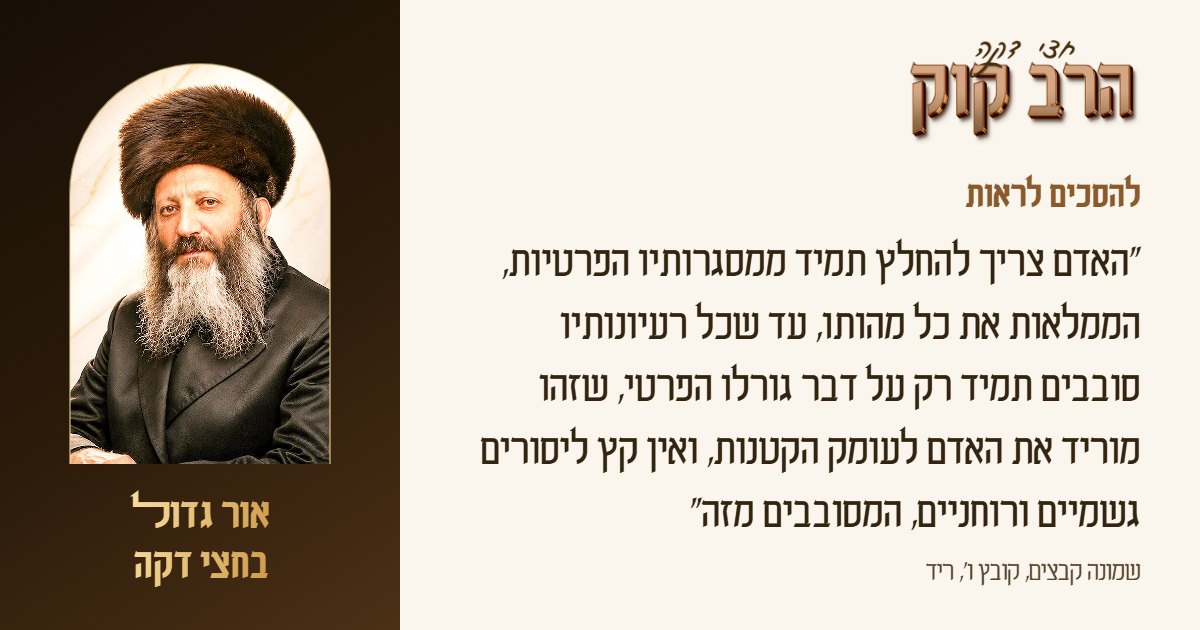 חצי דקה
הרב קוק
להסכים לראות
"האדם צריך להחלץ תמיד ממסגרותיו הפרטיות,
הממלאות את כל מהותו, עד שכל רעיונותיו
סובבים תמיד רק על דבר גורלו הפרטי, שזהו
מוריד את האדם לעומק הקטנות, ואין קץ ליסורים
גשמיים ורוחניים, המסובבים מזה"
שמונה קבצים, קובץ ו', ריד
אור גדול
בחצי דקה